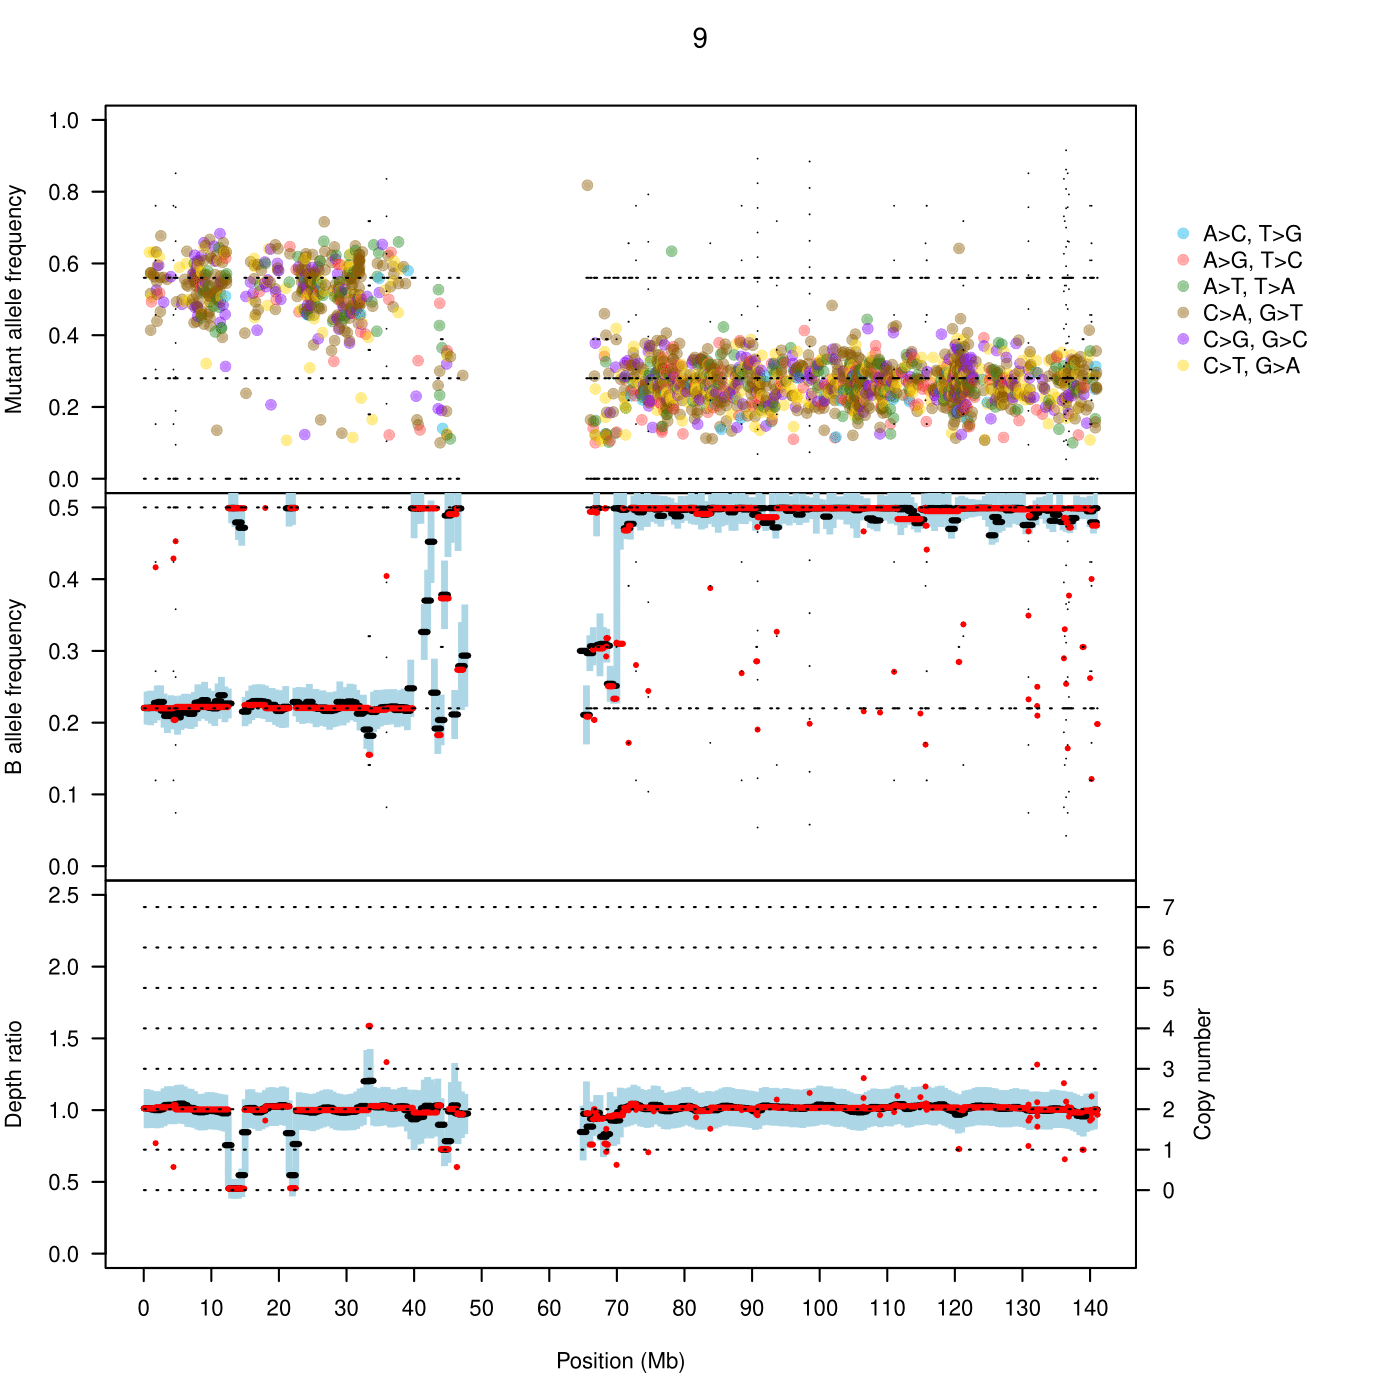 9
Mutant allele frequency
1.0
0.8
0.6
0.4
0.2
0.0
A>C, T>G
A>G, T>C
A>T, T>A
C>A, G>T
C>G, G>C
C>T, G>A
B allele frequency
0.5
0.4
0.3
0.2
0.1
0.0
Depth ratio
2.5
2.0
1.5
1.0
0.5
0.0
7
6
5
4
3
2
1
0
Copy number
0 10 20 30 40 50 60 70 80 90 100 110 120 130 140
Position (Mb)